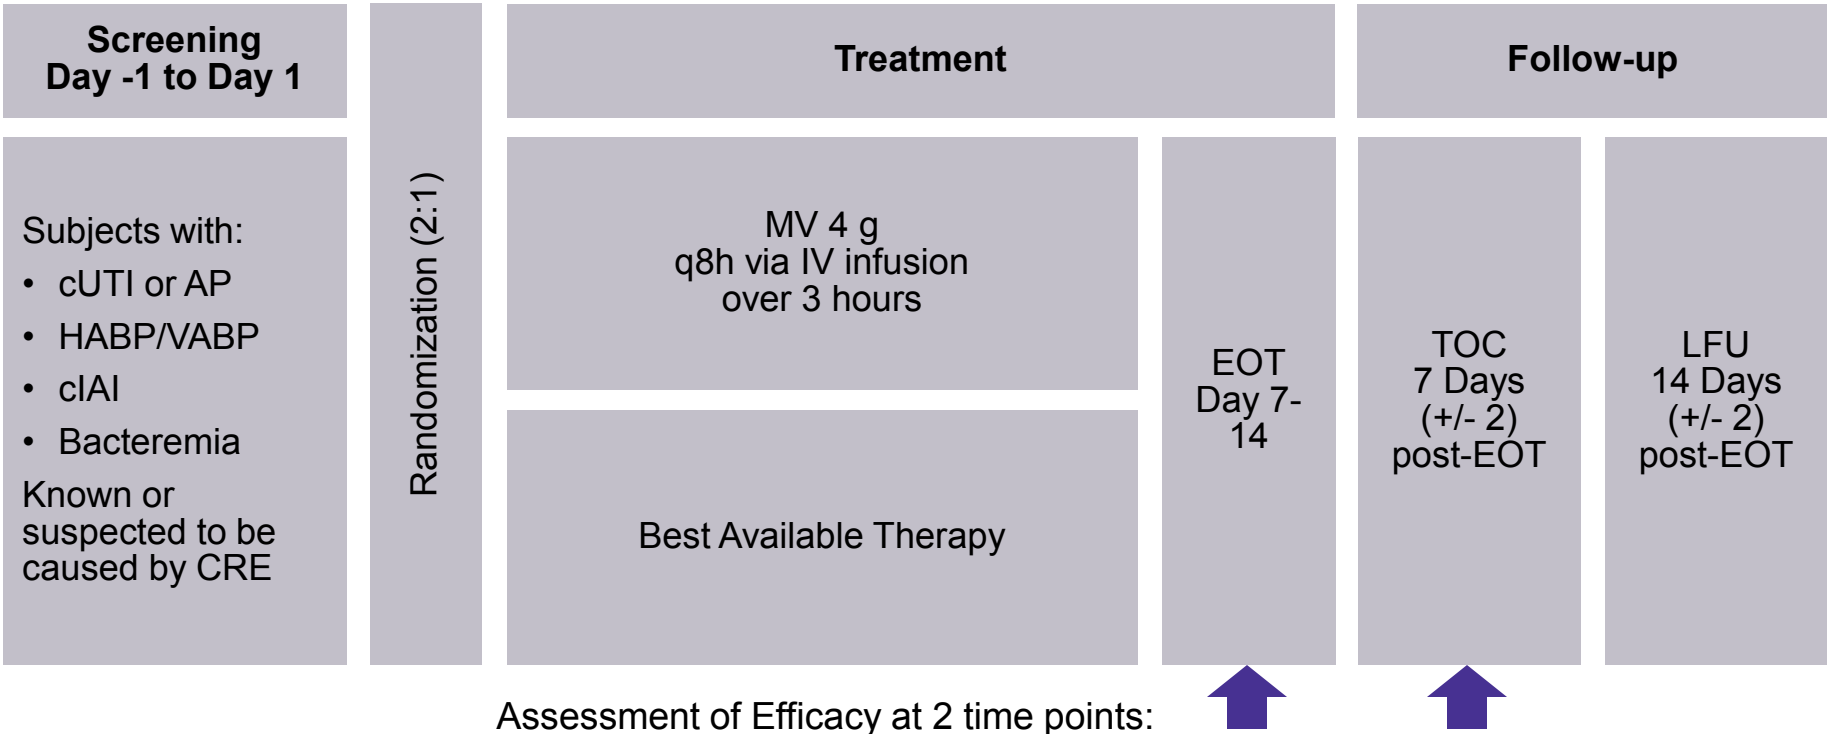 Screening
Day -1 to Day 1
Subjects with:
• cUTI or AP
• HABP/VABP
• cIAI
• Bacteremia
Known or
suspected to be
caused by CRE
Randomization (2:1)
Treatment
MV 4 g
q8h via IV infusion
over 3 hours
Best Available Therapy
EOT
Day 7-
14
Follow-up
TOC
7 Days
(+/- 2)
post-EOT
LFU
14 Days
(+/- 2)
post-EOT
Assessment of Efficacy at 2 time points: